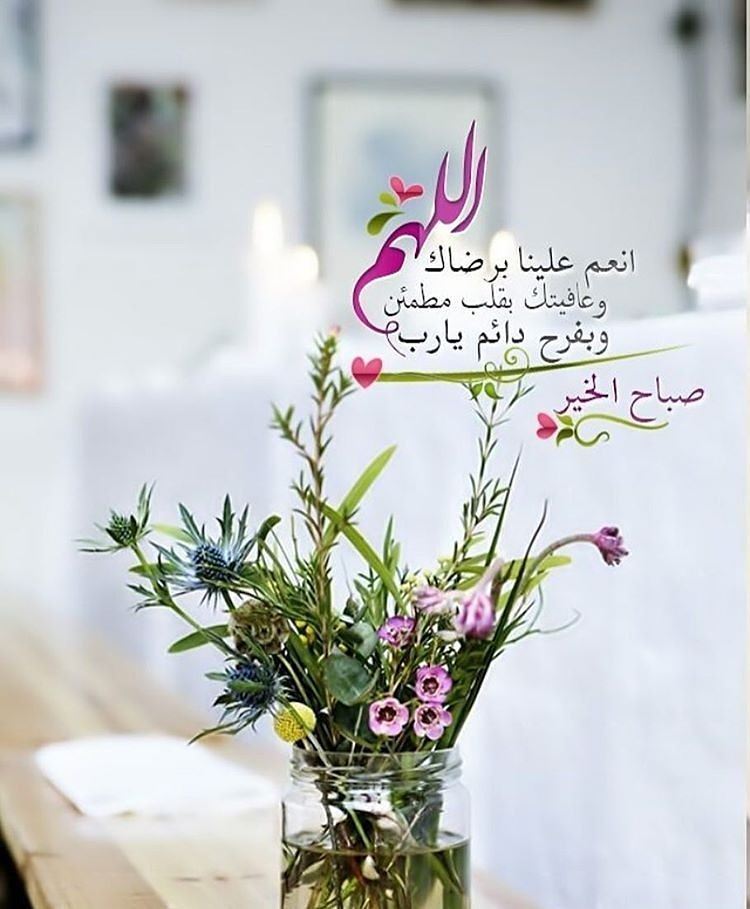 اللهم
انعم علينا برضاك
وعافيتك بقلب مطمئن
وبفرح دائم يارب
صباح الخير